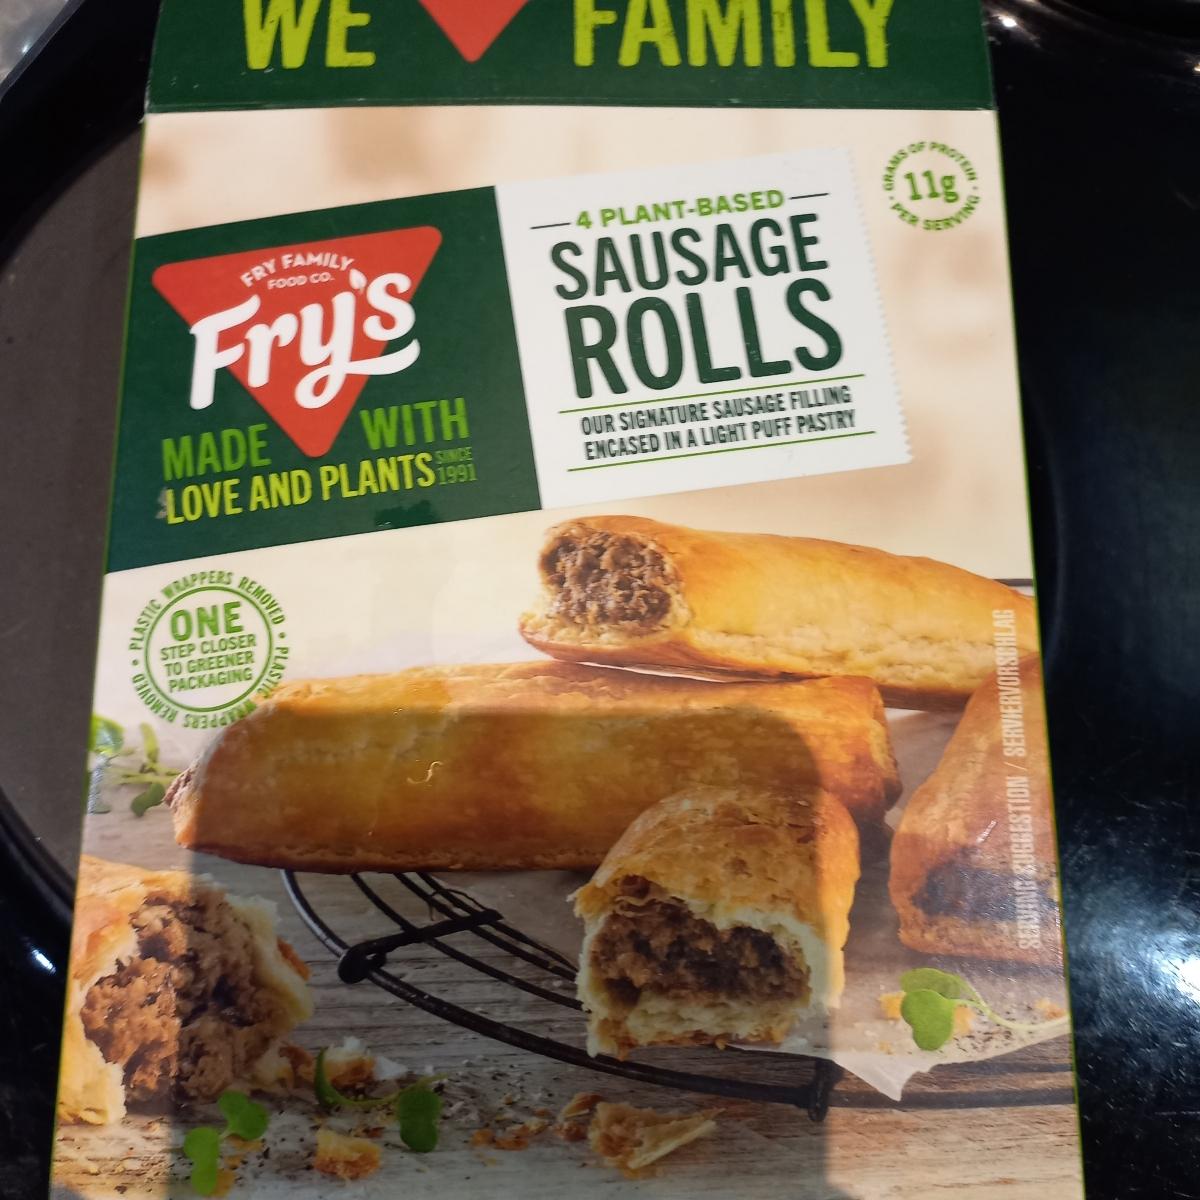 WE FAMILY
GRAMS OF PROTEIN
11g
PER SERVING
4 PLANT-BASED
SAUSAGE
ROLLS
OUR SIGNATURE SAUSAGE FILLING
ENCASED IN A LIGHT PUFF PASTRY
FRY FAMILY
FOOD CO.
Fry's
MADE WITH
LOVE AND PLANTS
SINCE
1991
PLASTIC WRAPPERS REMOVED • PLASTIC WRAPPERS REMOVED •
ONE
STEP CLOSER
TO GREENER
PACKAGING
SERVING SUGGESTION / SERVIERVORSCHLAG